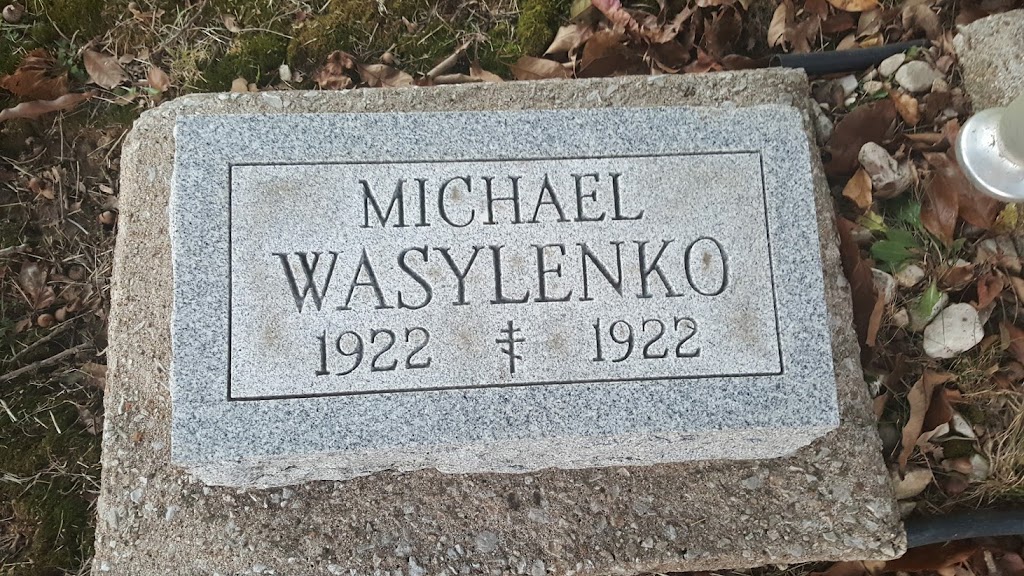 MICHAEL
WASYLENKO
1922 ☦ 1922